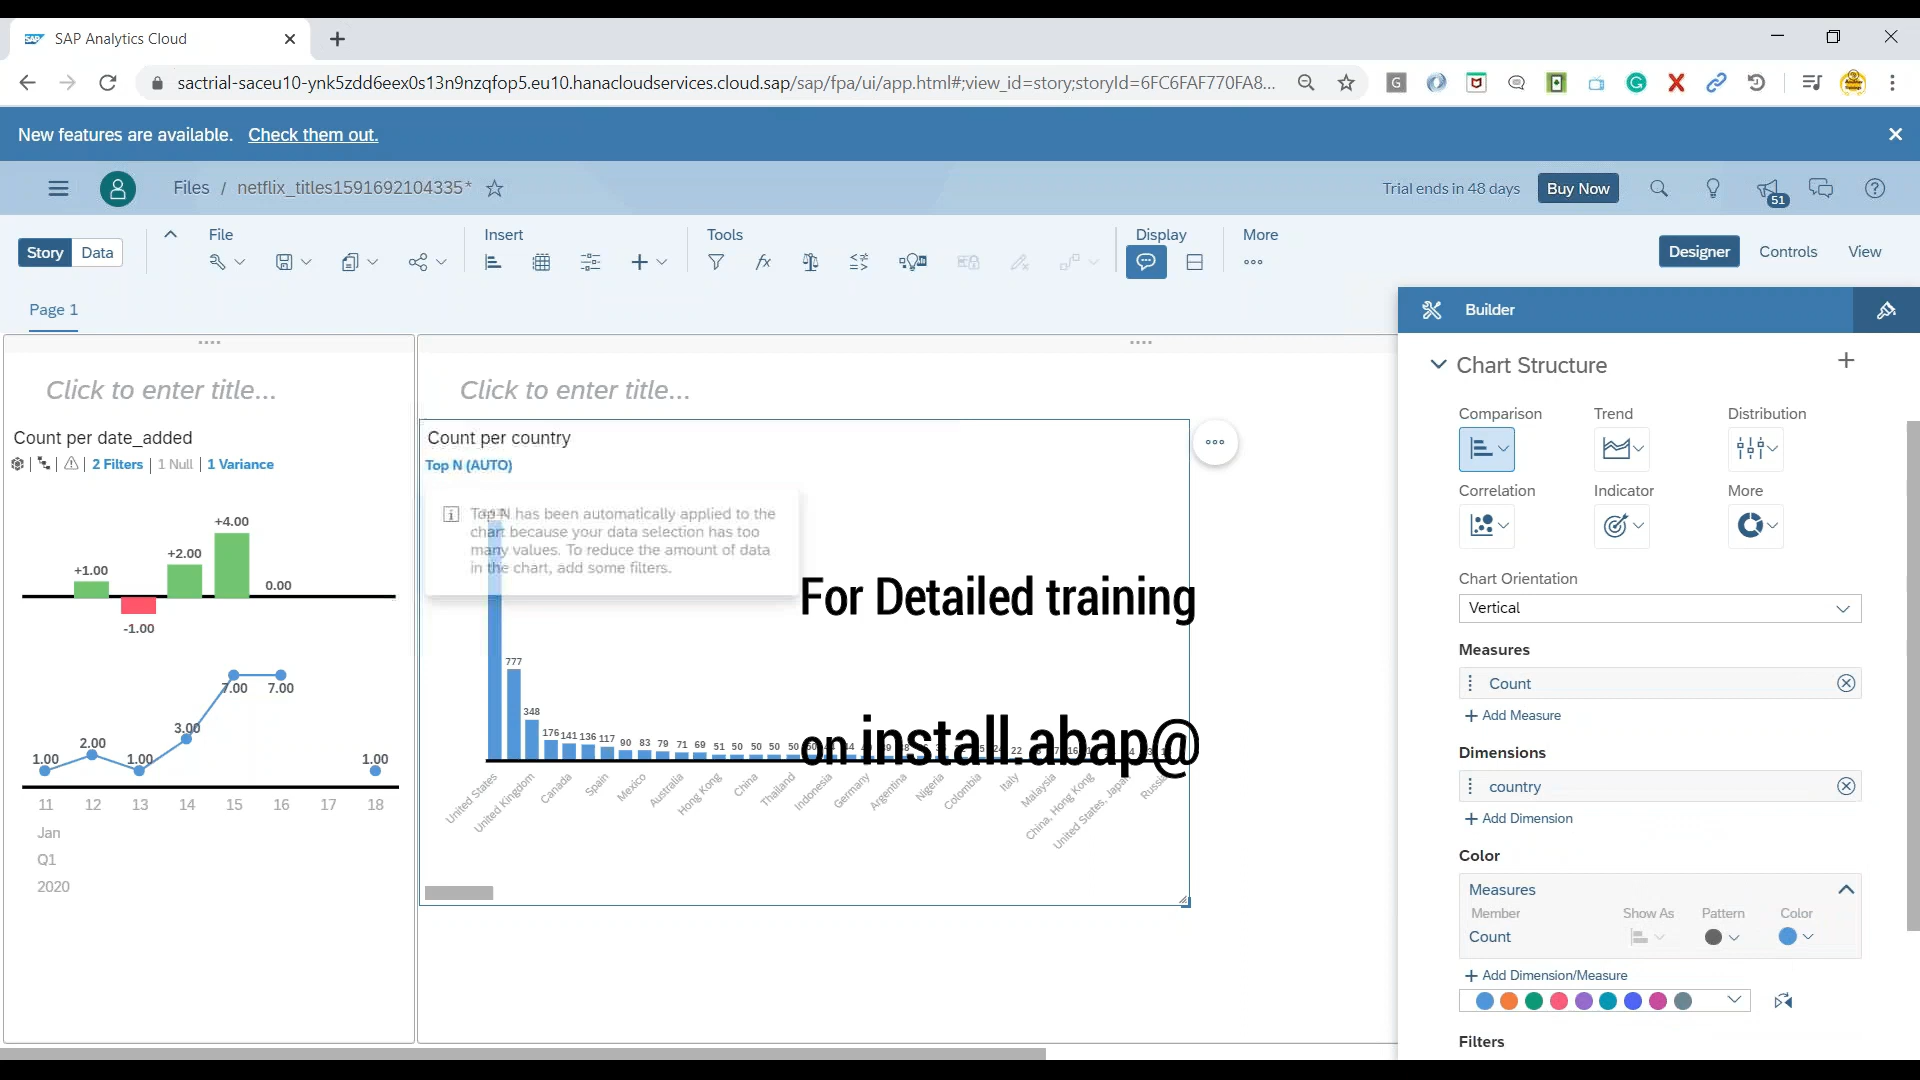 SAP Analytics Cloud
sactrial-saceu10-ynk5zdd6eex0s13n9nzqfop5.eu10.hanacloudservices.cloud.sap/sap/fpa/ui/app.html#;view_id=story;storyId=6FC6FAF770FA8...
New features are available. Check them out.
Files / netflix_titles1591692104335*
Trial ends in 48 days Buy Now 51
Story Data
File Insert Tools Display More
Designer Controls View
Page 1
Click to enter title...
Count per date_added
2 Filters 1 Null 1 Variance
+1.00 -1.00 +2.00 +4.00 0.00
1.00 2.00 1.00 3.00 7.00 7.00 1.00
11 12 13 14 15 16 17 18
Jan
Q1
2020
Click to enter title...
Count per country
Top N (AUTO)
Top N has been automatically applied to the
chart because your data selection has too
many values. To reduce the amount of data
in the chart, add some filters.
777 348 176 141 136 117 90 83 79 71 69 51 50 50 50 50
United States United Kingdom Canada Spain Mexico Australia Hong Kong China Thailand Indonesia Germany Argentina Nigeria Colombia Italy Malaysia China, Hong Kong United States, Japan Russia
For Detailed training
on install.abap@
Builder
Chart Structure
Comparison Trend Distribution
Correlation Indicator More
Chart Orientation
Vertical
Measures
Count
+ Add Measure
Dimensions
country
+ Add Dimension
Color
Measures
Member Show As Pattern Color
Count
+ Add Dimension/Measure
Filters